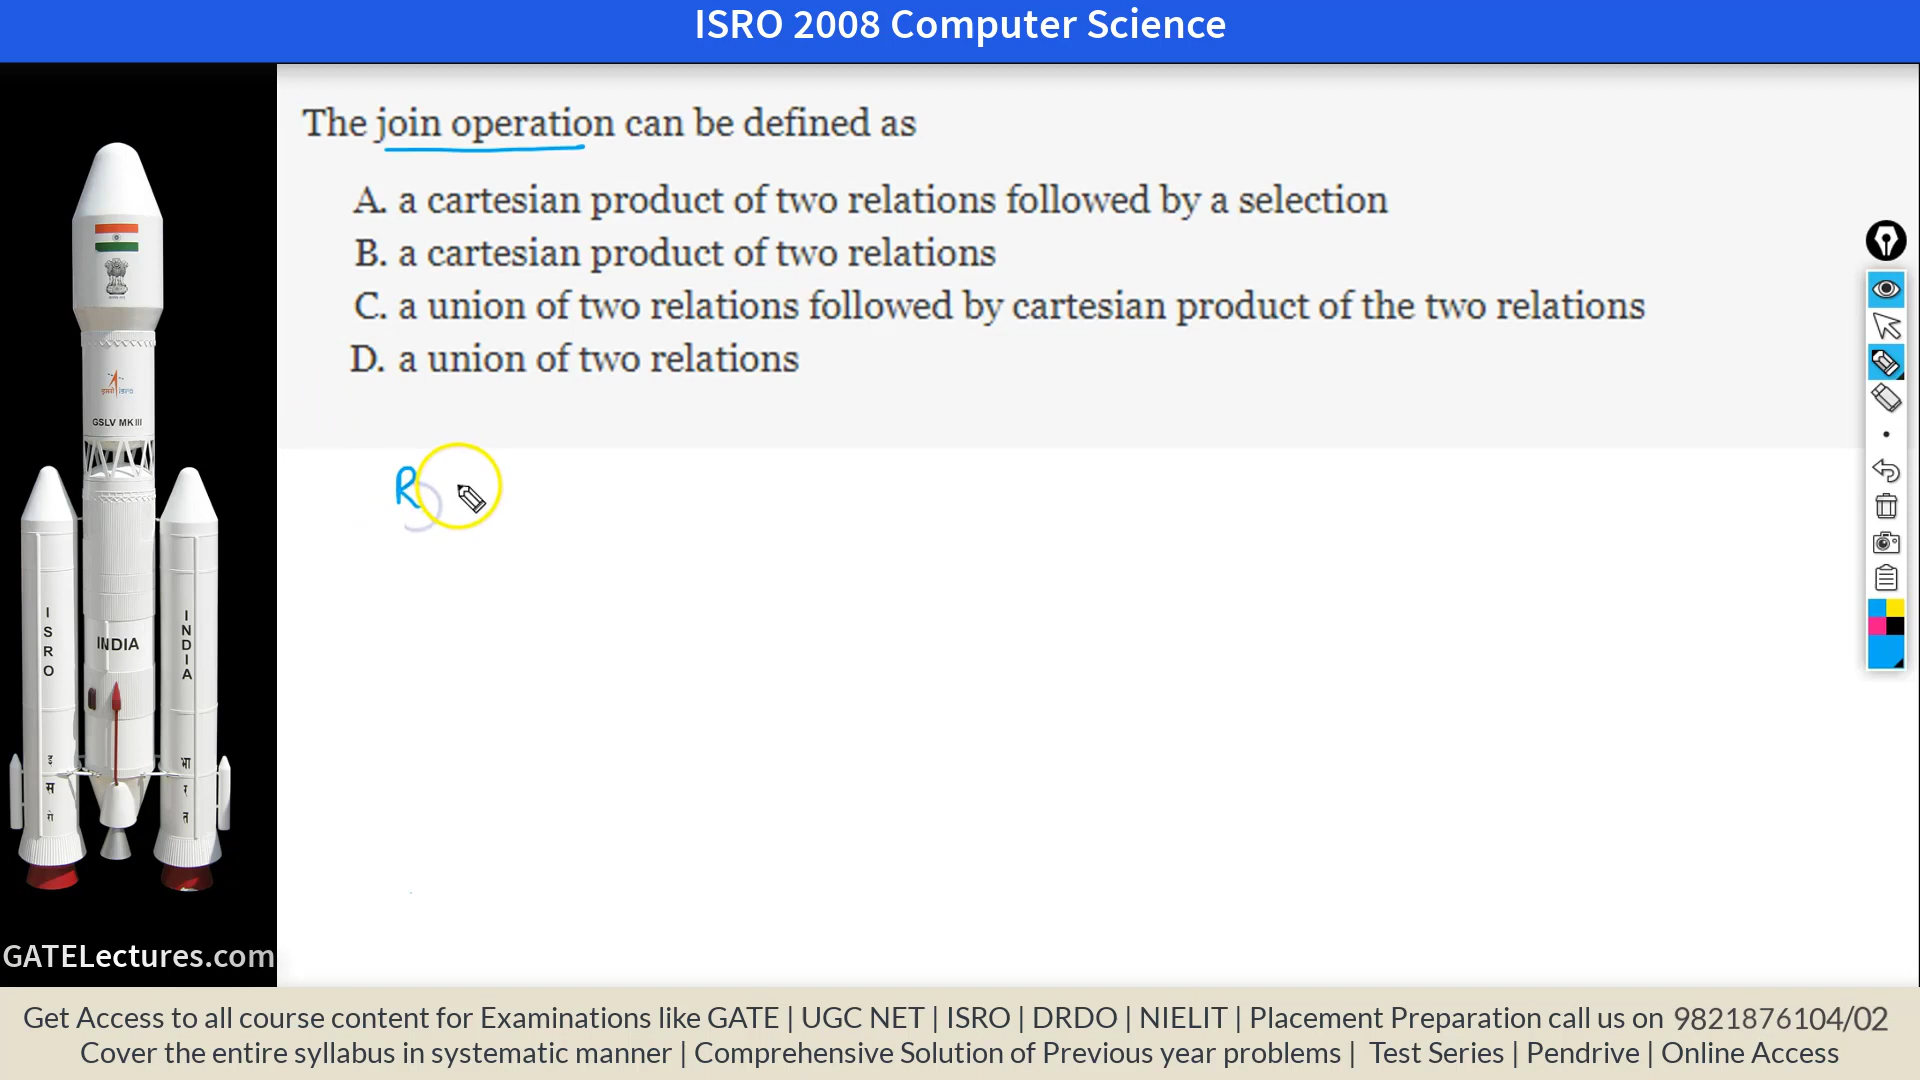 ISRO 2008 Computer Science
The join operation can be defined as
A. a cartesian product of two relations followed by a selection
B. a cartesian product of two relations
C. a union of two relations followed by cartesian product of the two relations
D. a union of two relations
R
इसरो isro
GSLV MK III
INDIA
I
S
R
O
I
N
D
I
A
GATELectures.com
Get Access to all course content for Examinations like GATE | UGC NET | ISRO | DRDO | NIELIT | Placement Preparation call us on 9821876104/02
Cover the entire syllabus in systematic manner | Comprehensive Solution of Previous year problems | Test Series | Pendrive | Online Access